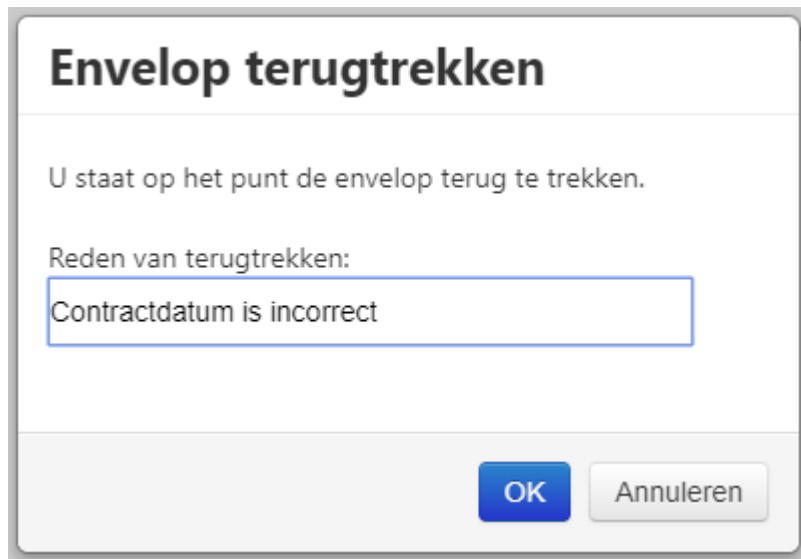 Envelop terugtrekken
U staat op het punt de envelop terug te trekken.
Reden van terugtrekken:
Contractdatum is incorrect
OK Annuleren